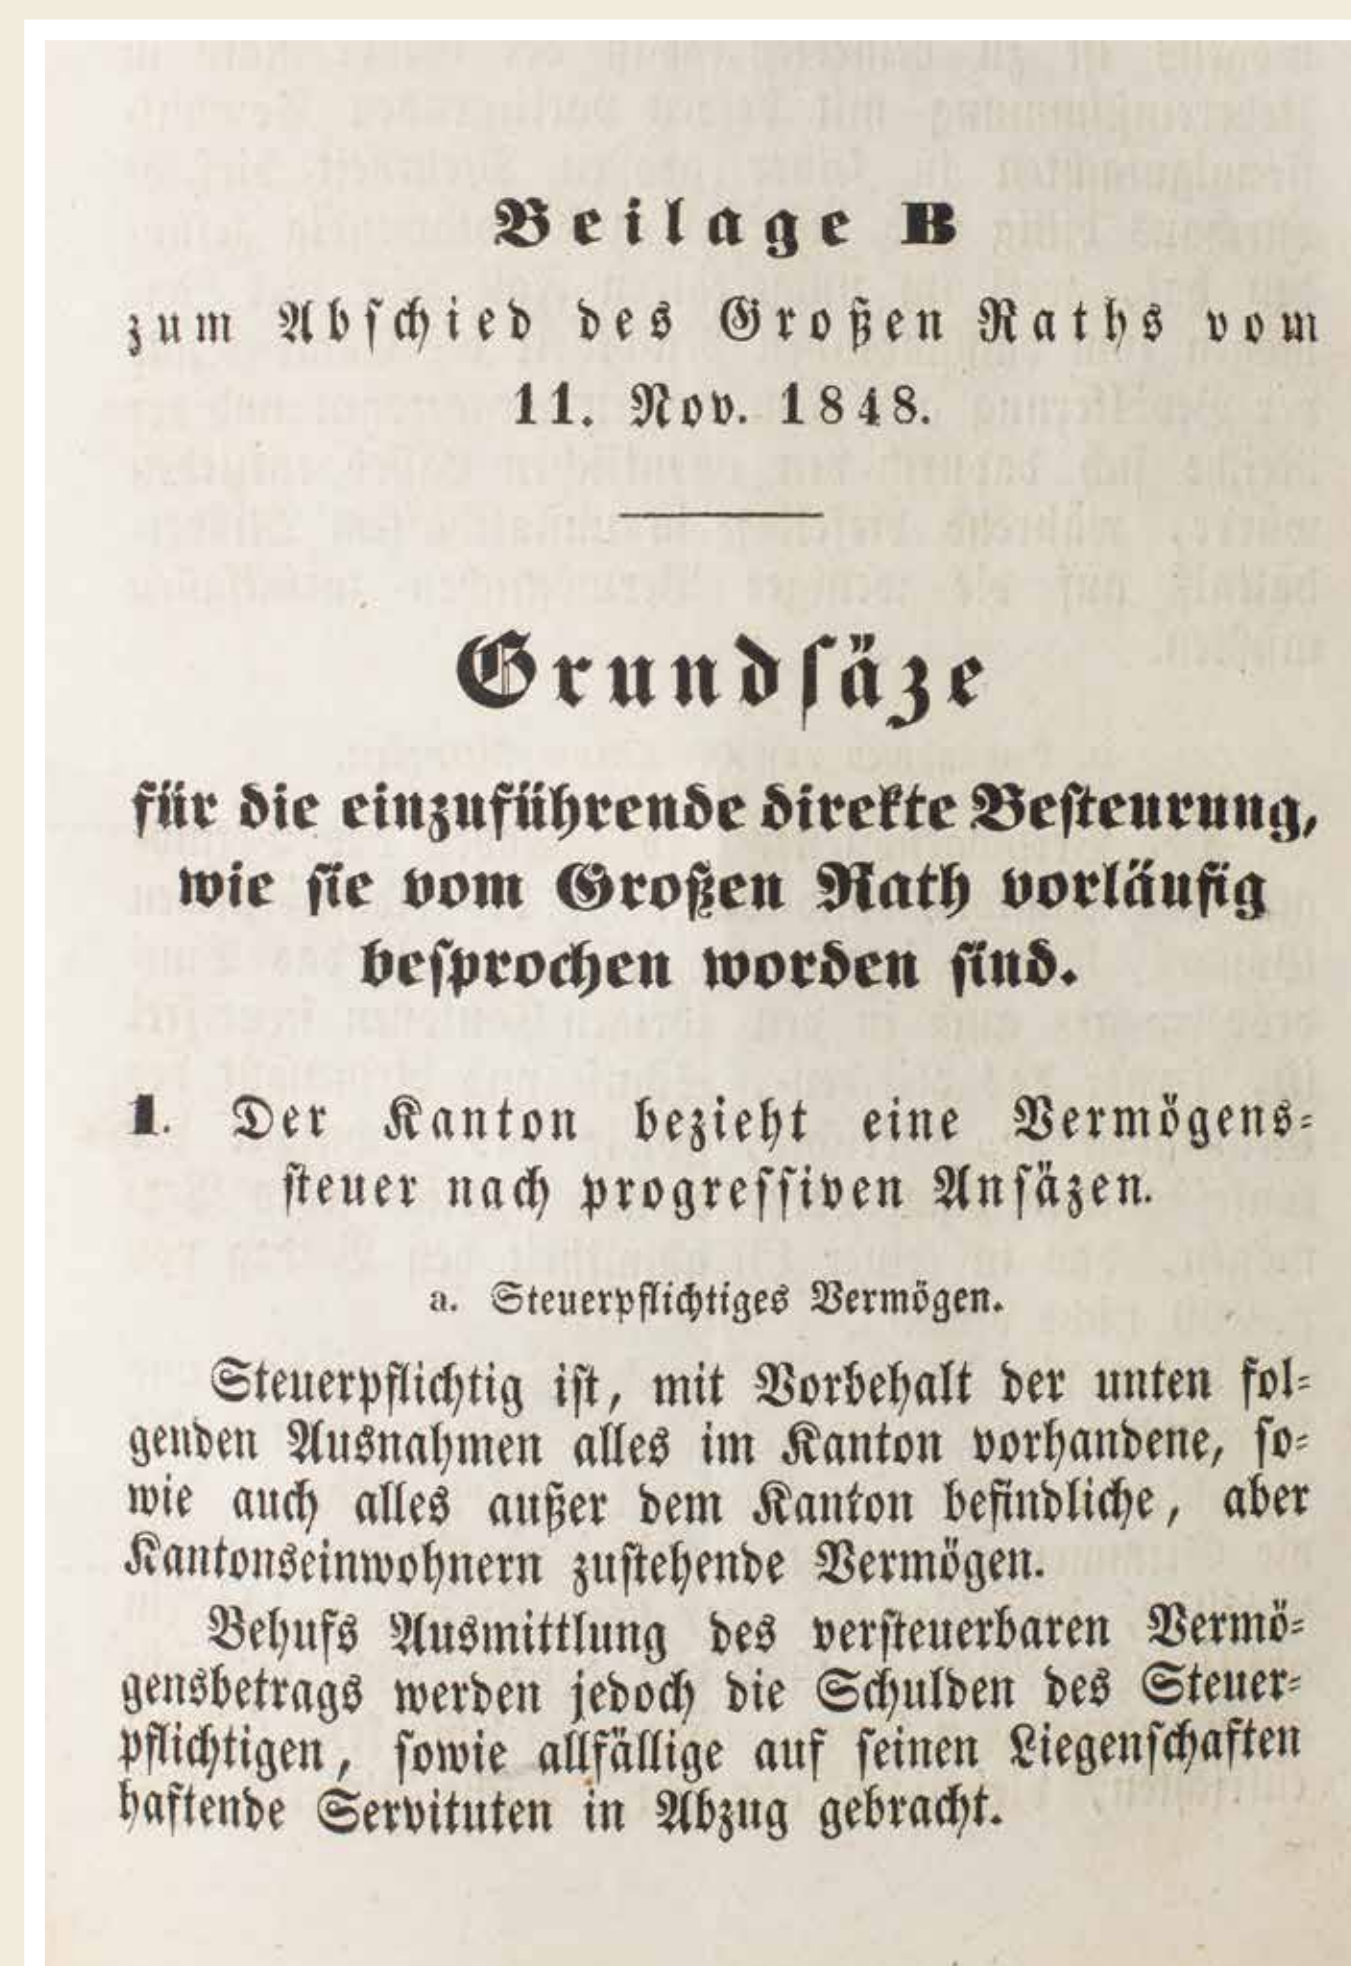 Beilage B
zum Abschied des Großen Raths vom
11. Nov. 1848.
Grundsäze
für die einzuführende direkte Besteurung,
wie sie vom Großen Rath vorläufig
besprochen worden sind.
1. Der Kanton bezieht eine Vermögens-
steuer nach progressiven Ansäzen.
a. Steuerpflichtiges Vermögen.
Steuerpflichtig ist, mit Vorbehalt der unten fol-
genden Ausnahmen alles im Kanton vorhandene, so-
wie auch alles außer dem Kanton befindliche, aber
Kantonseinwohnern zustehende Vermögen.
Behufs Ausmittlung des versteuerbaren Vermö-
gensbetrags werden jedoch die Schulden des Steuer-
pflichtigen, sowie allfällige auf seinen Liegenschaften
haftende Servituten in Abzug gebracht.